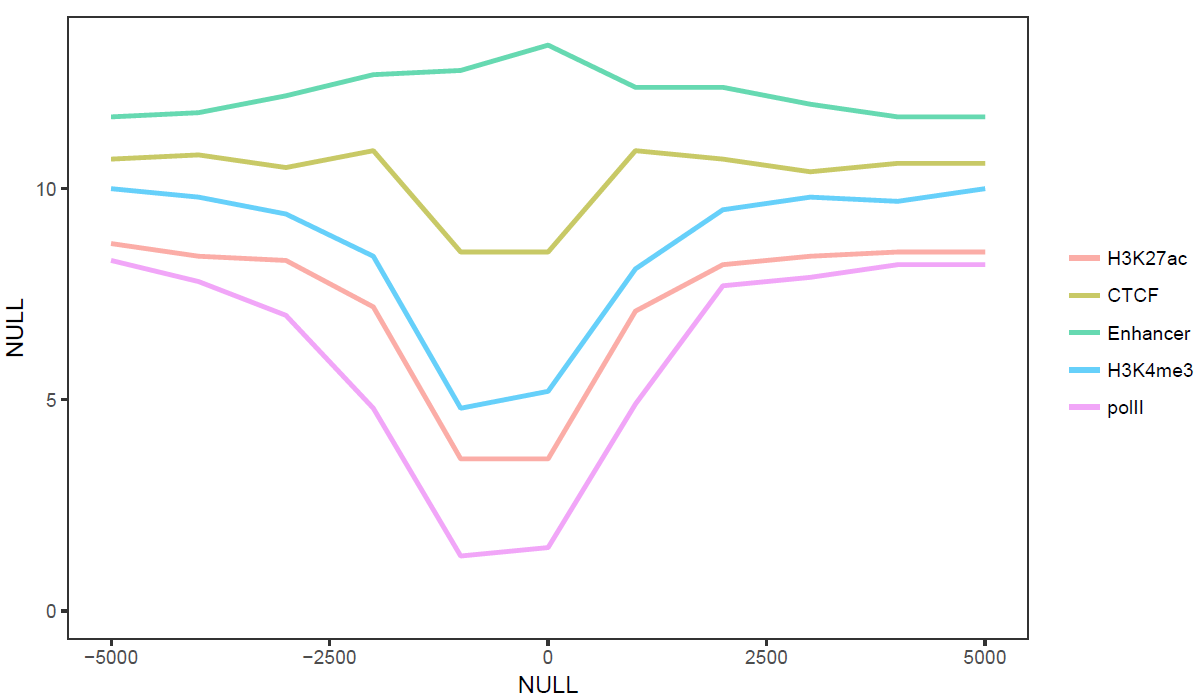 10
5
0
NULL
−5000
−2500
0
2500
5000
NULL
H3K27ac
CTCF
Enhancer
H3K4me3
polII